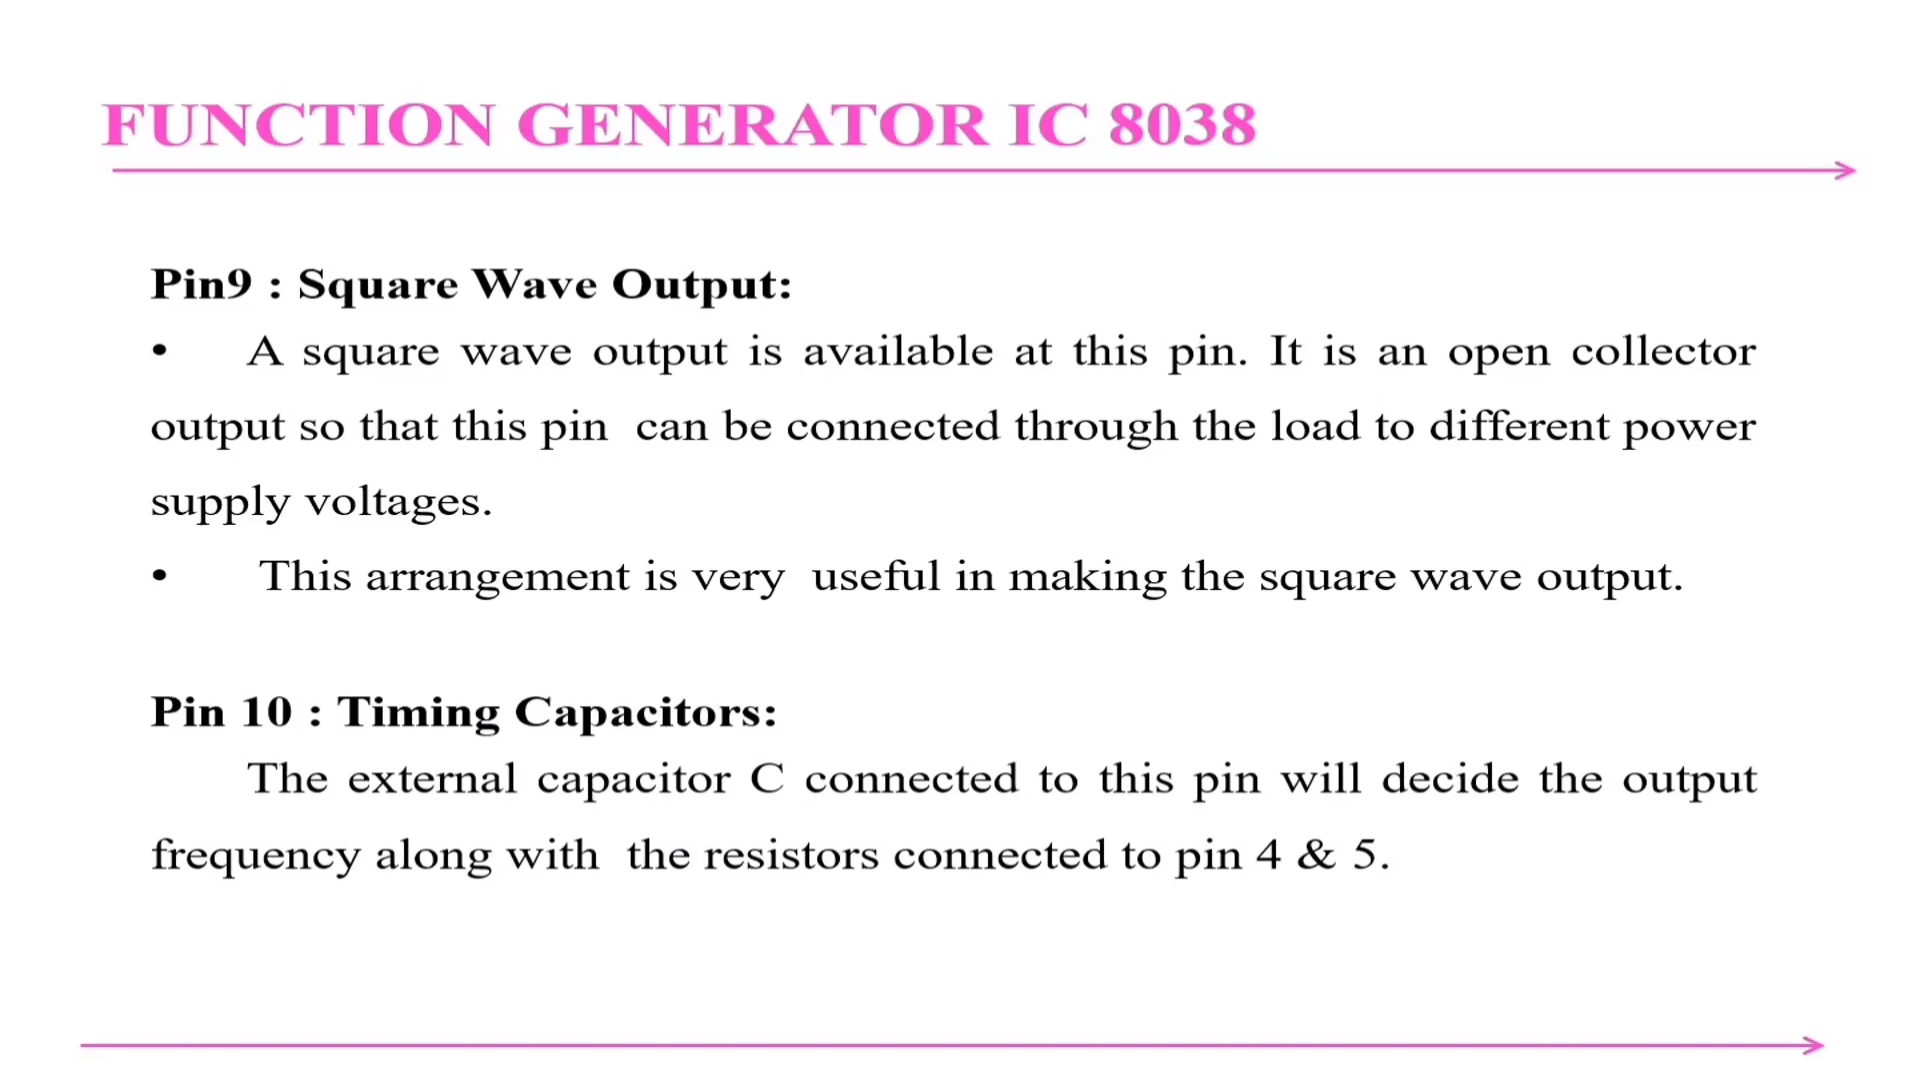 FUNCTION GENERATOR IC 8038
Pin9 : Square Wave Output:
• A square wave output is available at this pin. It is an open collector
output so that this pin can be connected through the load to different power
supply voltages.
• This arrangement is very useful in making the square wave output.
Pin 10 : Timing Capacitors:
The external capacitor C connected to this pin will decide the output
frequency along with the resistors connected to pin 4 & 5.